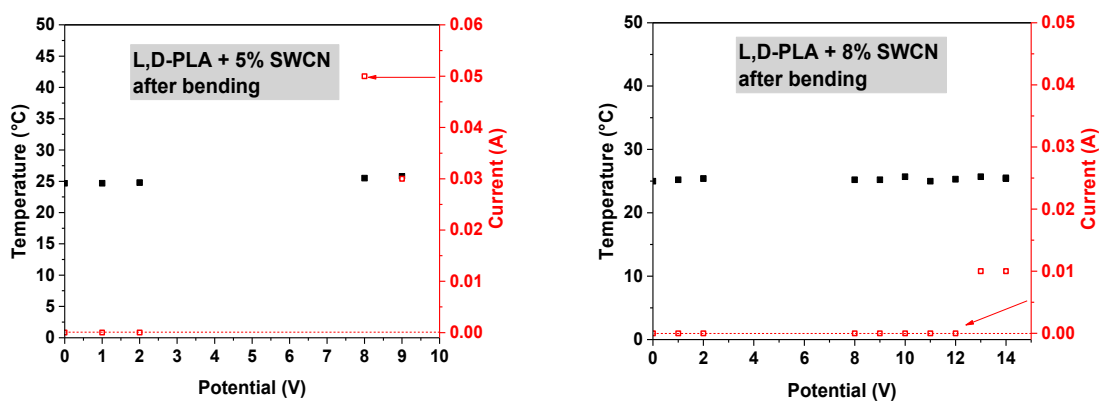 L,D-PLA + 5% SWCN
after bending
Temperature (°C)
50
45
40
35
30
25
20
15
10
5
0
0 1 2 3 4 5 6 7 8 9 10
Potential (V)
0.06
0.05
0.04
0.03
0.02
0.01
0.00
Current (A)
L,D-PLA + 8% SWCN
after bending
Temperature (°C)
50
40
30
20
10
0
0 2 4 6 8 10 12 14
Potential (V)
0.05
0.04
0.03
0.02
0.01
0.00
Current (A)